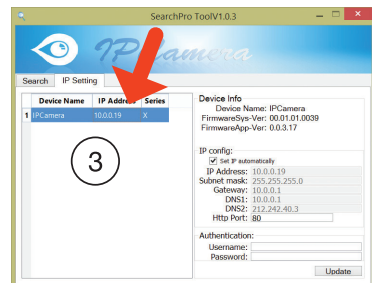 SearchPro ToolV1.0.3
IP Camera
Search IP Setting
Device Name IP Address Series
1 IPCamera 10.0.0.19 X
3
Device Info
Device Name: IPCamera
FirmwareSys-Ver: 00.01.01.0039
FirmwareApp-Ver: 0.0.3.17
IP config:
Set IP automatically
IP Address: 10.0.0.19
Subnet mask: 255.255.255.0
Gateway: 10.0.0.1
DNS1: 10.0.0.1
DNS2: 212.242.40.3
Http Port: 80
Authentication:
Username:
Password:
Update